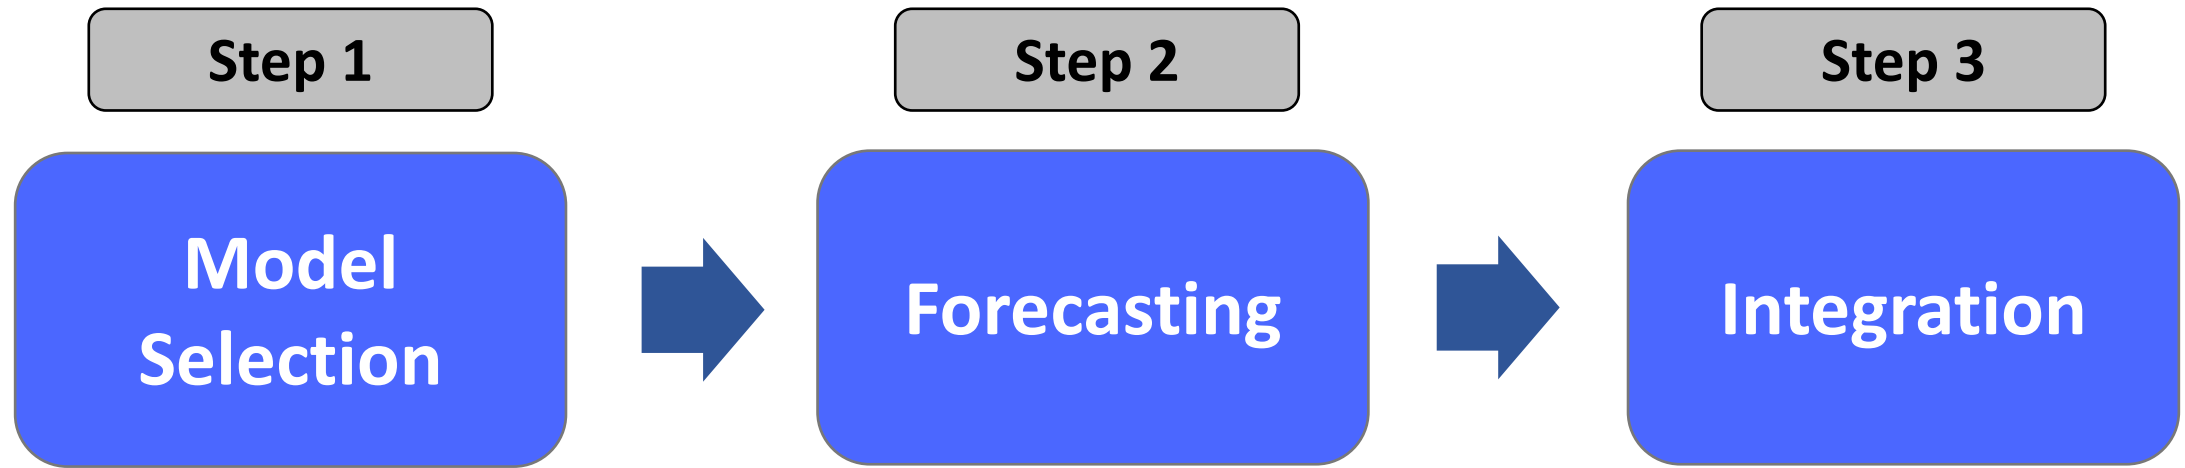 Step 1
Step 2
Step 3
Model
Selection
Forecasting
Integration